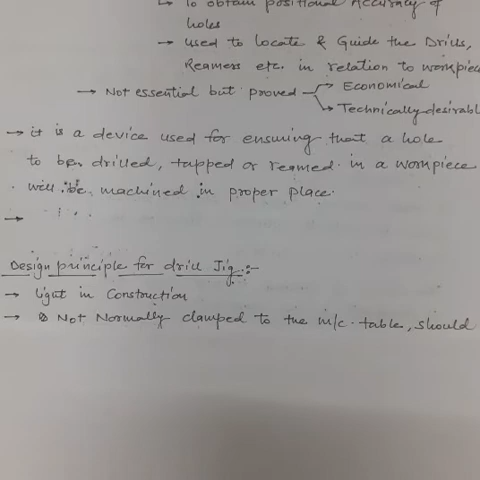 → To obtain positional Accuracy of
holes
→ used to locate & Guide the Drills,
Reamers etc. in relation to workpiece
→ Not essential but proved → Economical
→ Technically desirabl
→ it is a device used for ensuring that a hole
to be drilled, tapped or reamed in a workpiece
will be machined in proper place.
→
Design principle for drill Jig :-
→ light in Construction
→ Not Normally clamped to the m/c. table, should